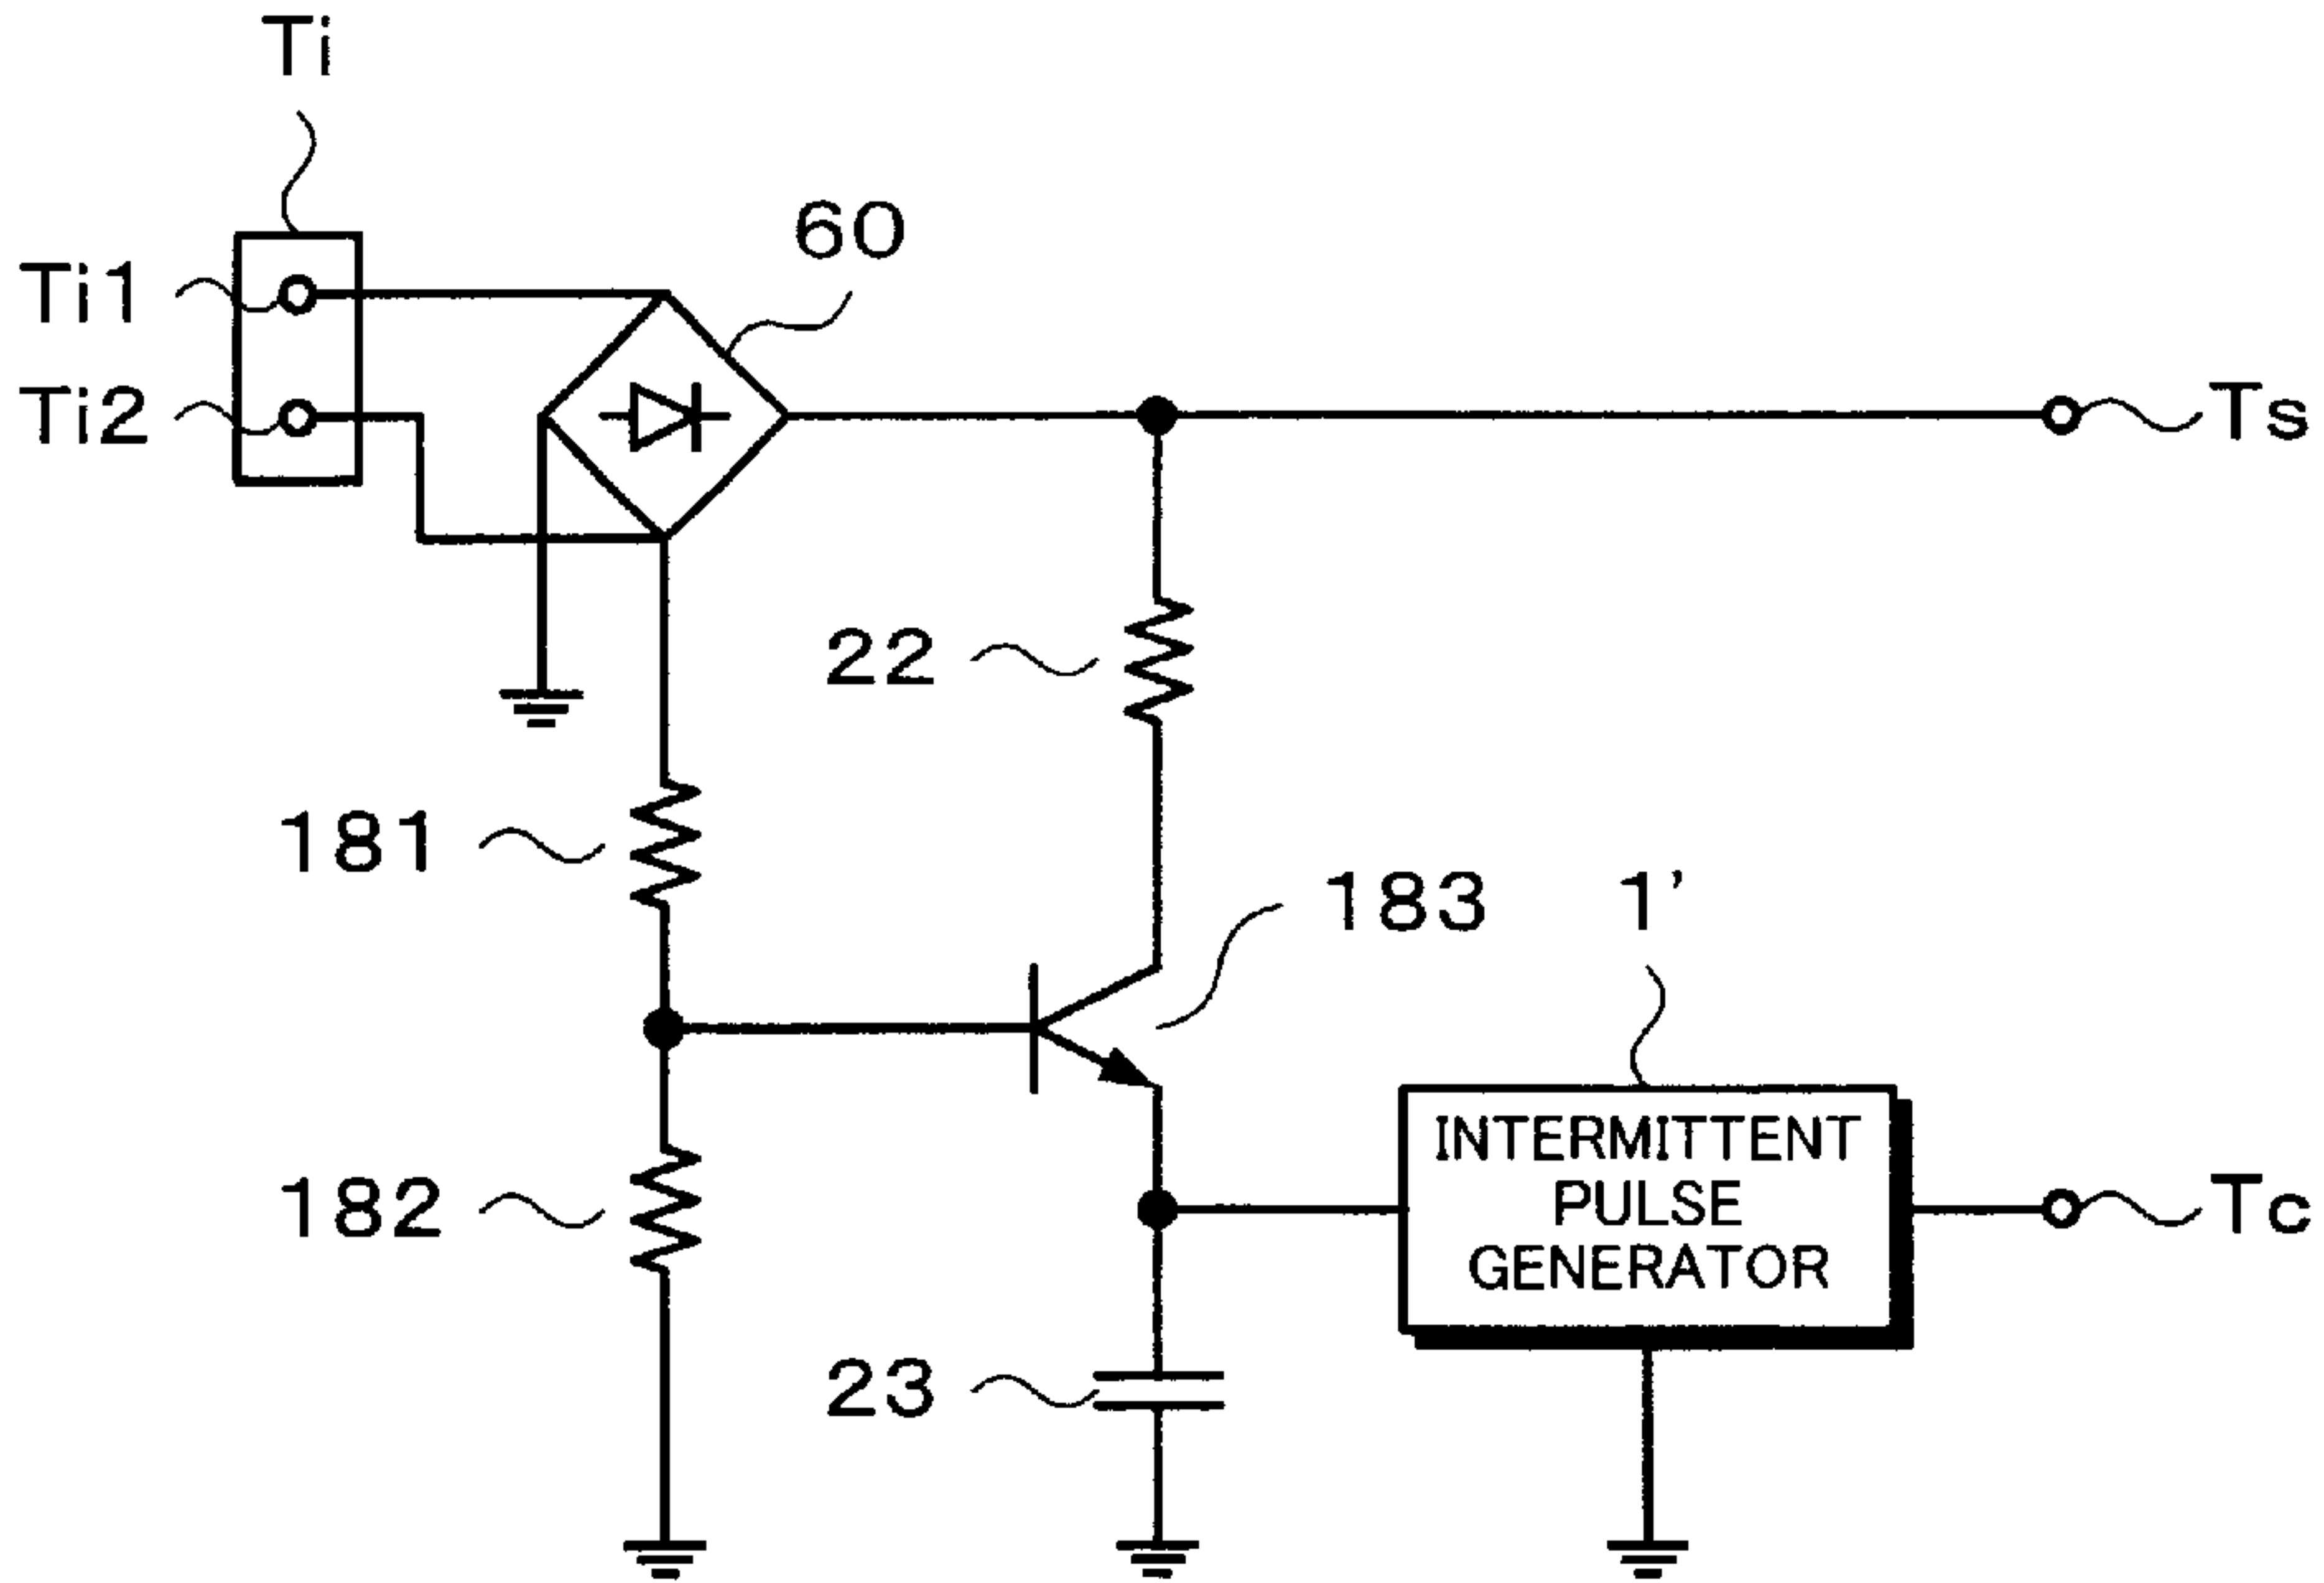 Ti
60
Ti1
Ti2
Ts
22
181
183
1’
INTERMITTENT
PULSE
GENERATOR
182
Tc
23